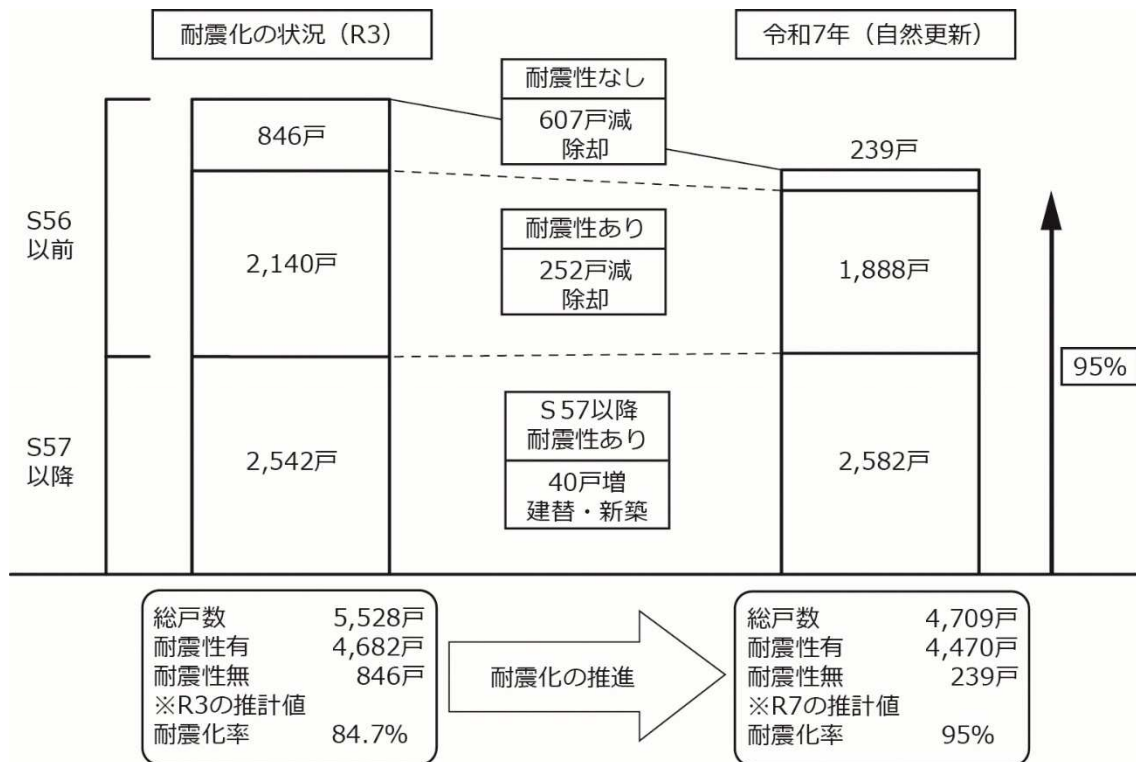 耐震化の状況（R3）
令和7年（自然更新）
耐震性なし
607戸減
除却
846戸
239戸
S56
以前
耐震性あり
252戸減
除却
2,140戸
1,888戸
95%
S57
以降
Ｓ57以降
耐震性あり
40戸増
建替・新築
2,542戸
2,582戸
総戸数 5,528戸
耐震性有 4,682戸
耐震性無 846戸
※R3の推計値
耐震化率 84.7%
耐震化の推進
総戸数 4,709戸
耐震性有 4,470戸
耐震性無 239戸
※R7の推計値
耐震化率 95%